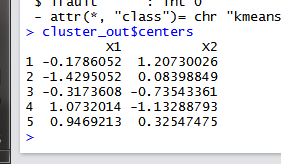 $ ifault : int 0
- attr(*, "class")= chr "kmeans
> cluster_out$centers
x1 x2
1 -0.1786052 1.20730026
2 -1.4295052 0.08398849
3 -0.3173608 -0.73543361
4 1.0732014 -1.13288793
5 0.9469213 0.32547475
>